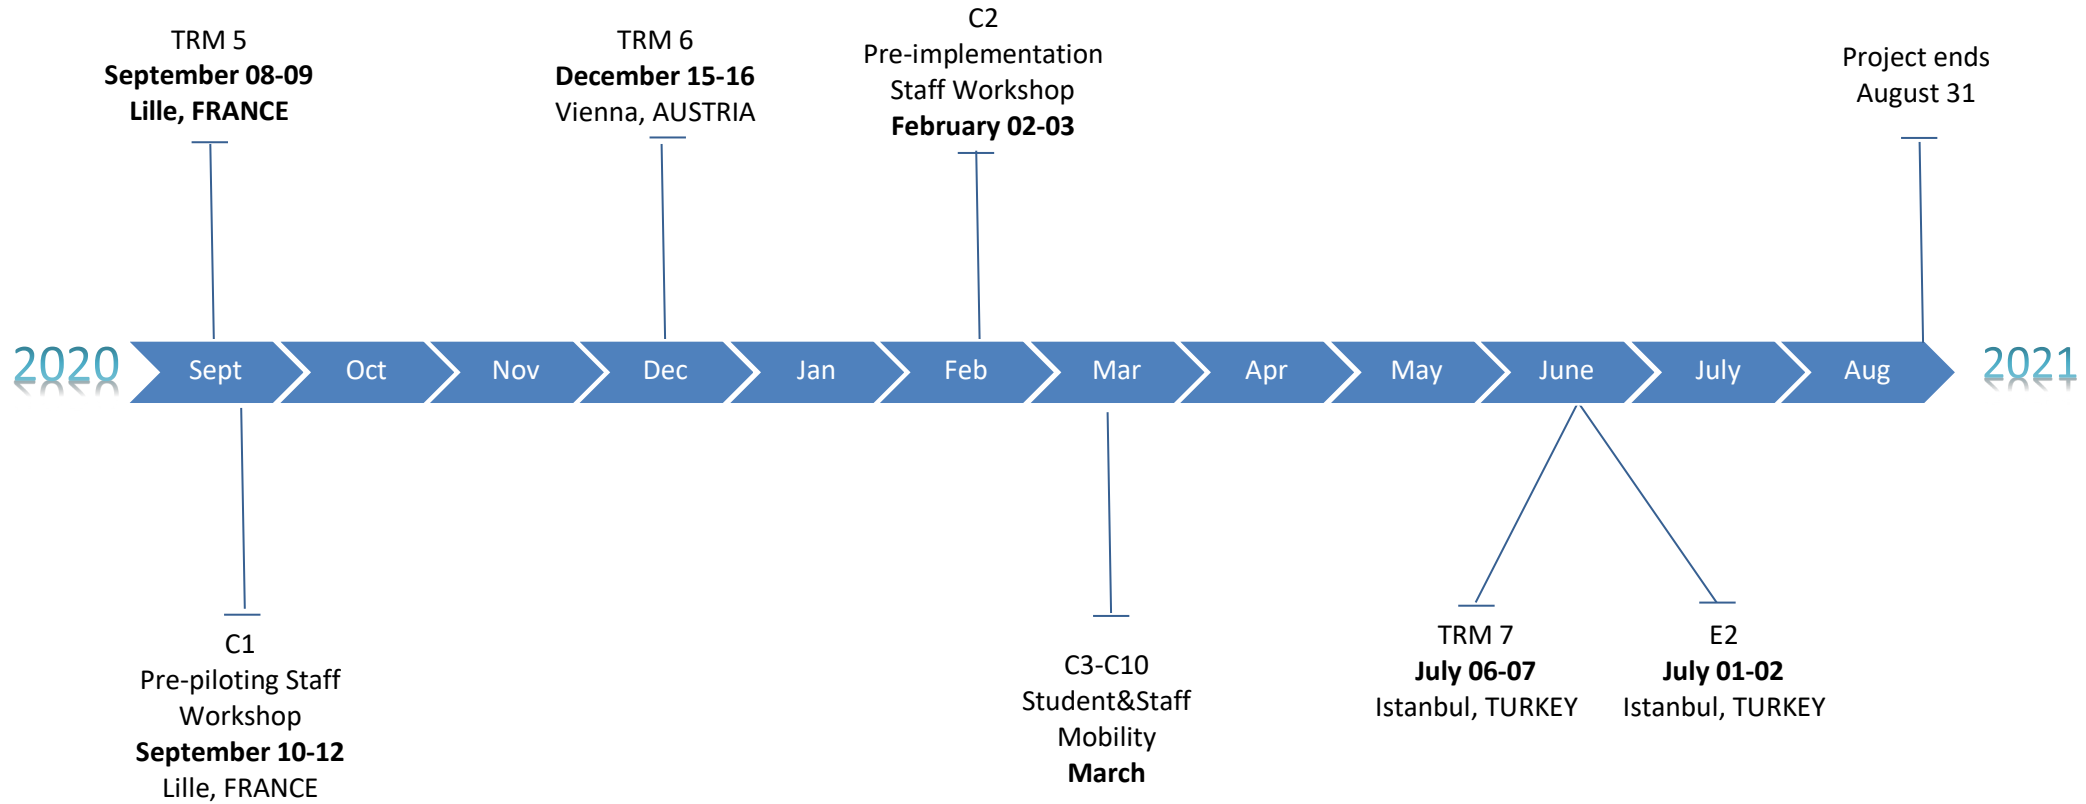 TRM 5
September 08-09
Lille, FRANCE
TRM 6
December 15-16
Vienna, AUSTRIA
C2
Pre-implementation
Staff Workshop
February 02-03
Project ends
August 31
2020
Sept
Oct
Nov
Dec
Jan
Feb
Mar
Apr
May
June
July
Aug
2021
C1
Pre-piloting Staff
Workshop
September 10-12
Lille, FRANCE
C3-C10
Student&Staff
Mobility
March
TRM 7
July 06-07
Istanbul, TURKEY
E2
July 01-02
Istanbul, TURKEY